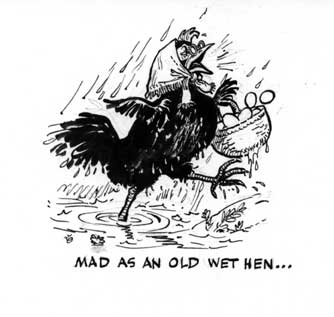 MAD AS AN OLD WET HEN...